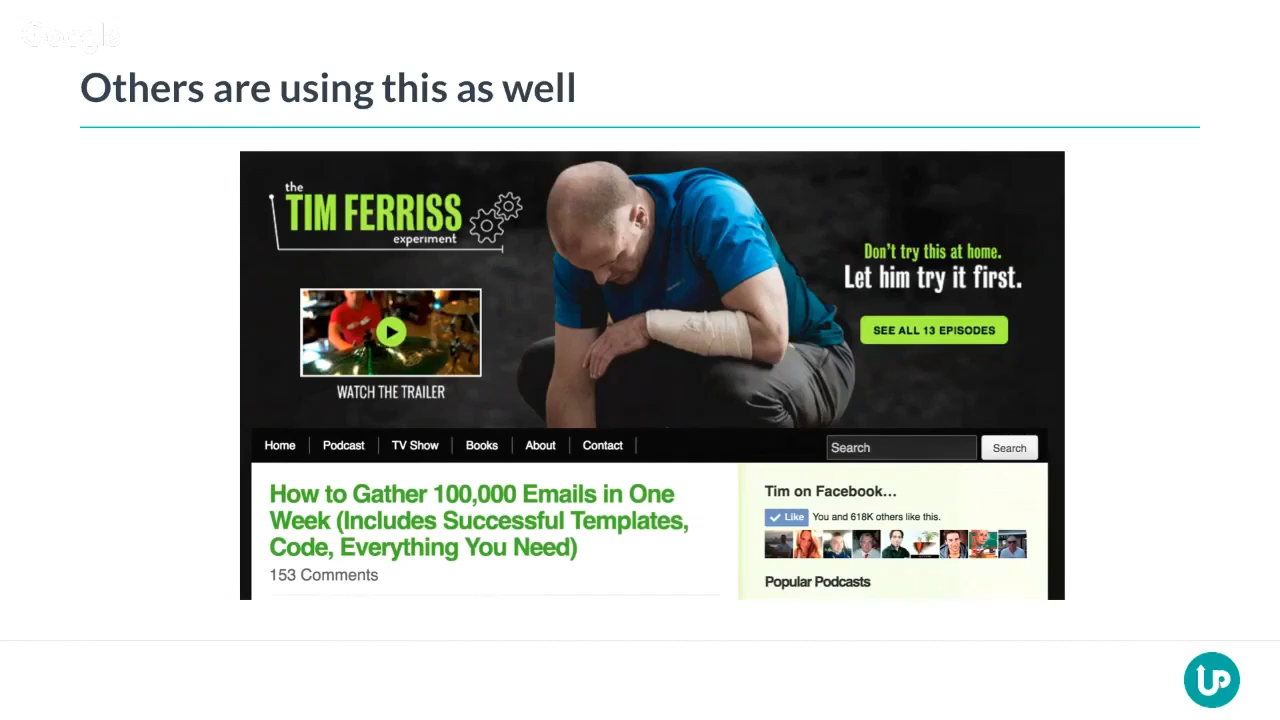 Google
Others are using this as well
the
TIM FERRISS
experiment
Don't try this at home.
Let him try it first.
SEE ALL 13 EPISODES
WATCH THE TRAILER
Home
Podcast
TV Show
Books
About
Contact
Search
Search
How to Gather 100,000 Emails in One
Week (Includes Successful Templates,
Code, Everything You Need)
153 Comments
Tim on Facebook...
Like
You and 618K others like this.
Popular Podcasts
UP